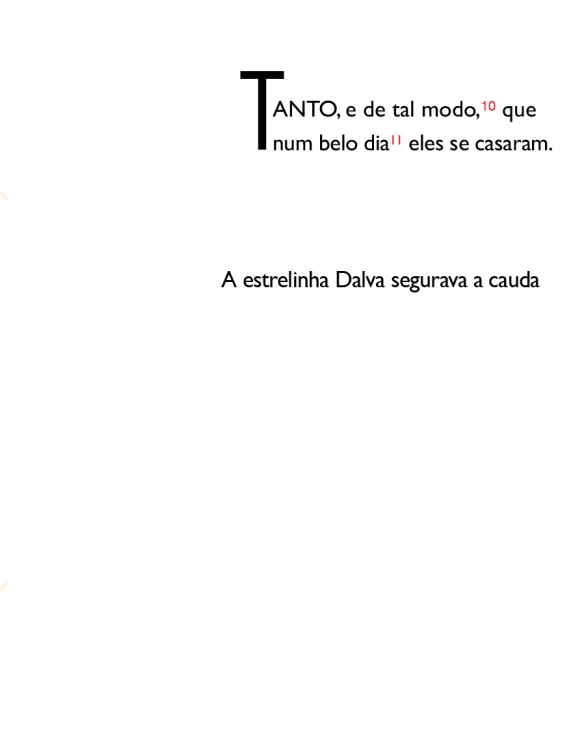 TANTO, e de tal modo,10 que
num belo dia11 eles se casaram.
A estrelinha Dalva segurava a cauda